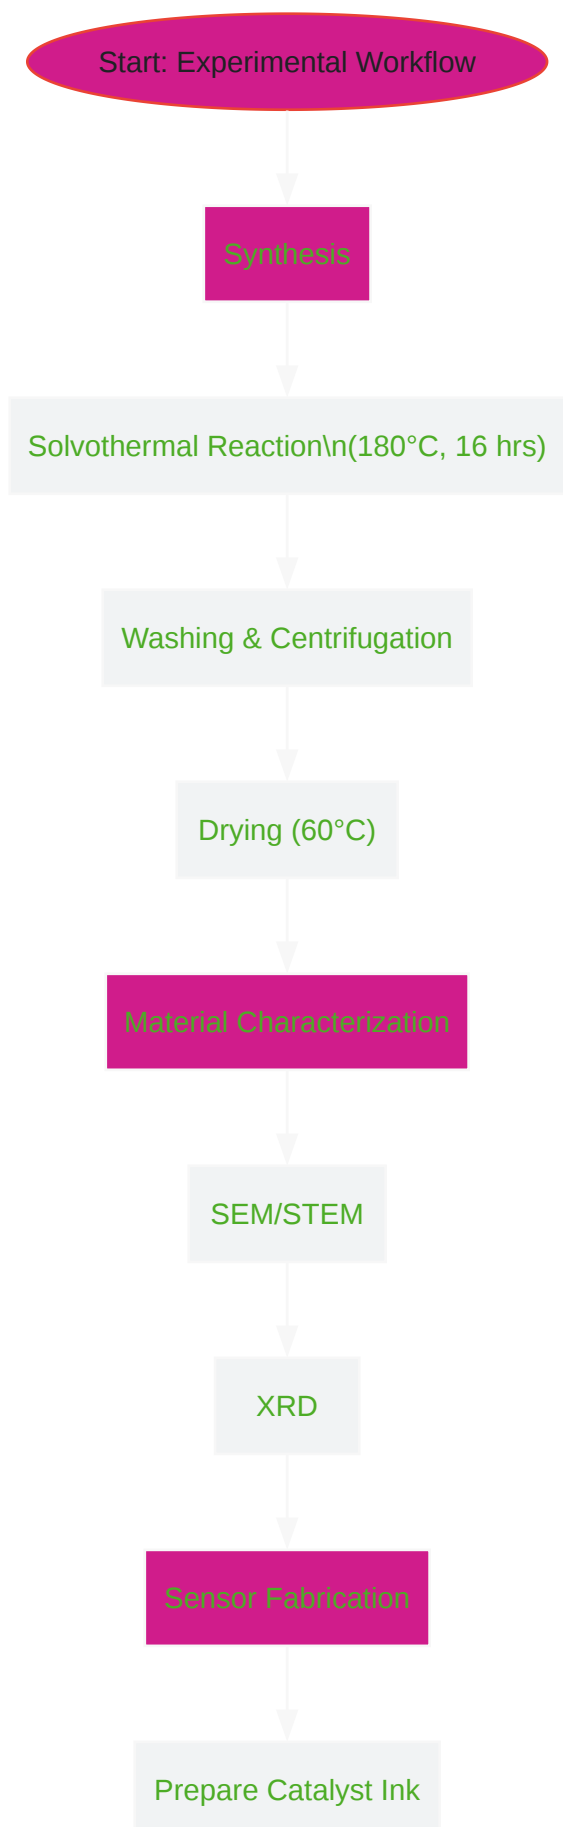 Start: Experimental Workflow
Synthesis
Solvothermal Reaction\n(180°C, 16 hrs)
Washing & Centrifugation
Drying (60°C)
Material Characterization
SEM/STEM
XRD
Sensor Fabrication
Prepare Catalyst Ink